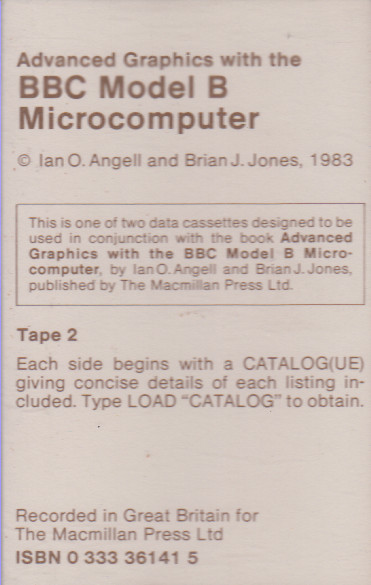 Advanced Graphics with the
BBC Model B
Microcomputer
© Ian O. Angell and Brian J. Jones, 1983
This is one of two data cassettes designed to be
used in conjunction with the book Advanced
Graphics with the BBC Model B Micro-
computer, by Ian O. Angell and Brian J. Jones,
published by The Macmillan Press Ltd.
Tape 2
Each side begins with a CATALOG(UE)
giving concise details of each listing in-
cluded. Type LOAD “CATALOG” to obtain.
Recorded in Great Britain for
The Macmillan Press Ltd
ISBN 0 333 36141 5